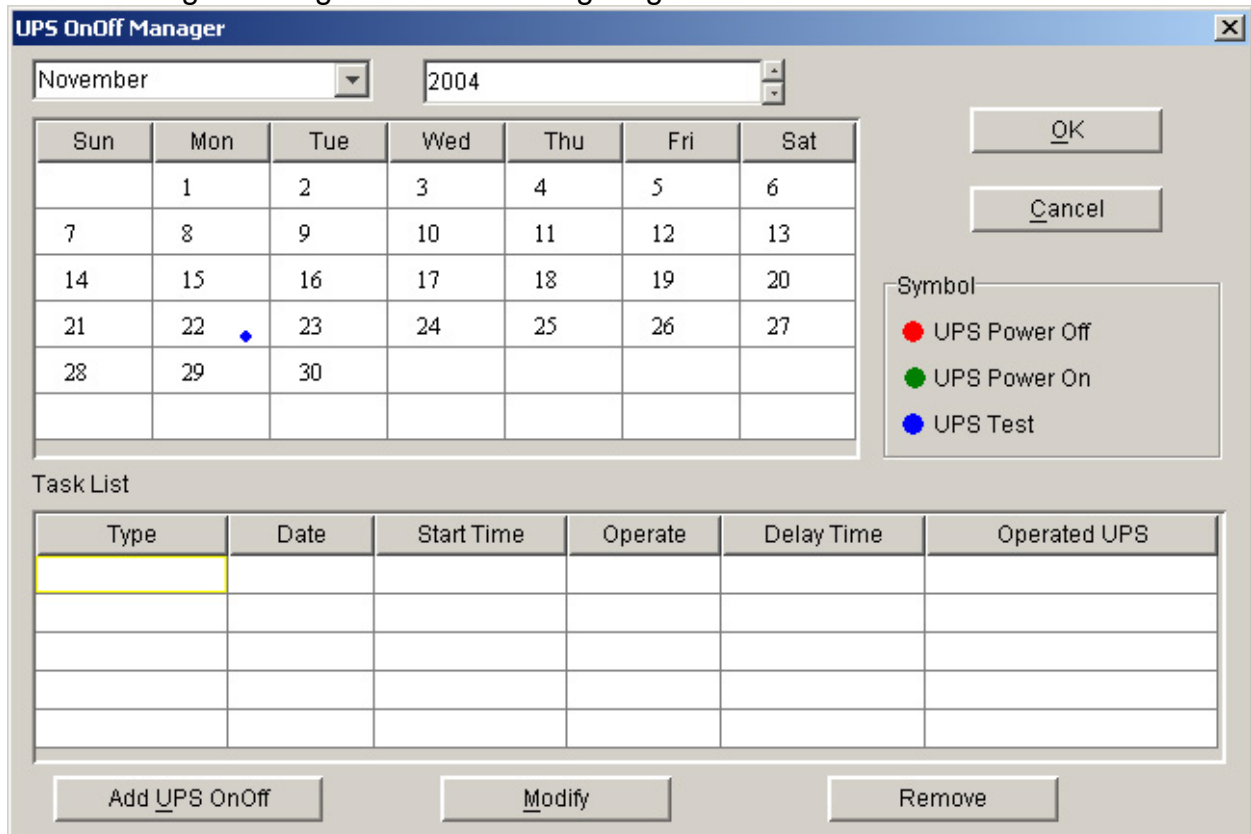 UPS OnOff Manager
November 2004
Sun Mon Tue Wed Thu Fri Sat
1 2 3 4 5 6
7 8 9 10 11 12 13
14 15 16 17 18 19 20
21 22 23 24 25 26 27
28 29 30
OK
Cancel
Symbol
UPS Power Off
UPS Power On
UPS Test
Task List
Type Date Start Time Operate Delay Time Operated UPS
Add UPS OnOff Modify Remove